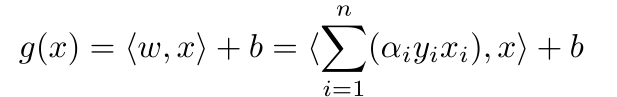 g(x) = ⟨w, x⟩ + b = ⟨∑_{i=1}^{n}(α_i y_i x_i), x⟩ + b